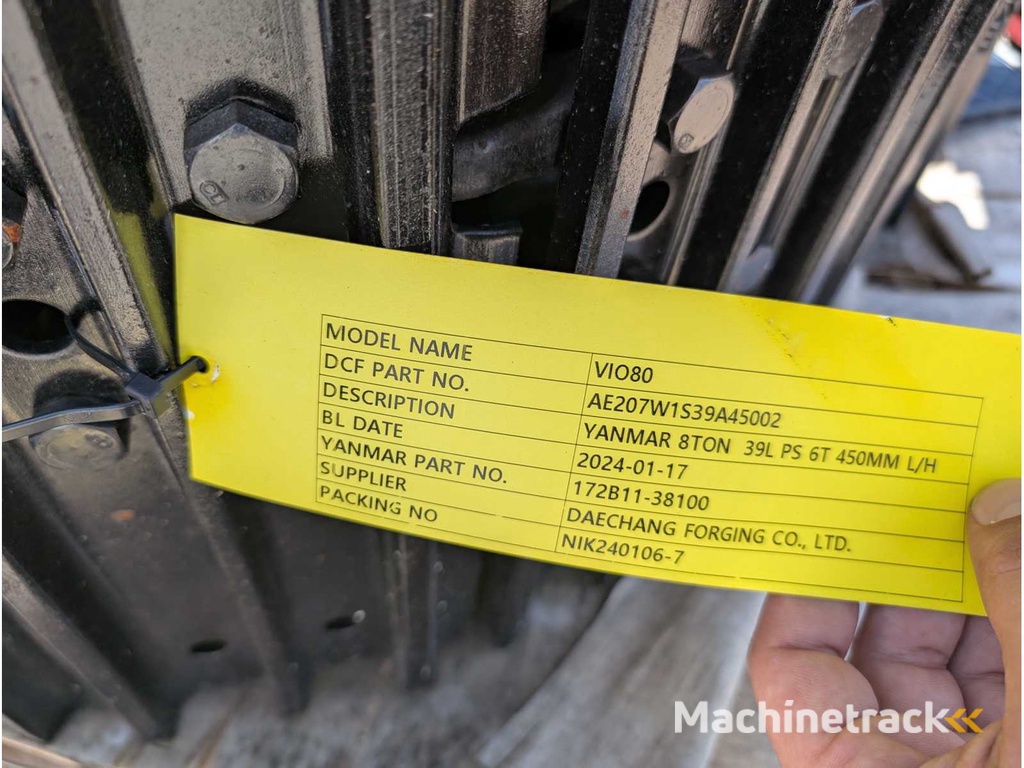 MODEL NAME VIO80
DCF PART NO. AE207W1S39A45002
DESCRIPTION YANMAR 8TON 39L PS 6T 450MM L/H
BL DATE 2024-01-17
YANMAR PART NO. 172B11-38100
SUPPLIER DAECHANG FORGING CO., LTD.
PACKING NO NIK240106-7
Machinetrack